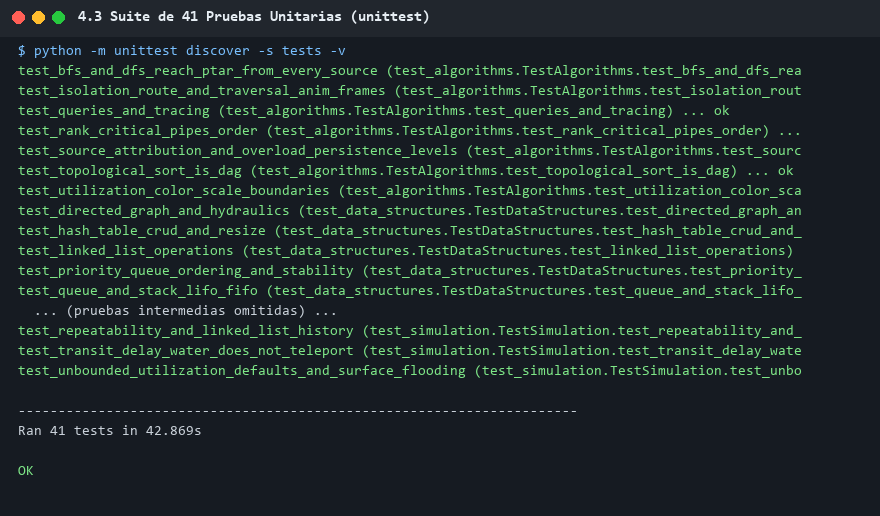 4.3 Suite de 41 Pruebas Unitarias (unittest)
$ python -m unittest discover -s tests -v
test_bfs_and_dfs_reach_ptar_from_every_source (test_algorithms.TestAlgorithms.test_bfs_and_dfs_rea
test_isolation_route_and_traversal_anim_frames (test_algorithms.TestAlgorithms.test_isolation_rout
test_queries_and_tracing (test_algorithms.TestAlgorithms.test_queries_and_tracing) ... ok
test_rank_critical_pipes_order (test_algorithms.TestAlgorithms.test_rank_critical_pipes_order) ...
test_source_attribution_and_overload_persistence_levels (test_algorithms.TestAlgorithms.test_sourc
test_topological_sort_is_dag (test_algorithms.TestAlgorithms.test_topological_sort_is_dag) ... ok
test_utilization_color_scale_boundaries (test_algorithms.TestAlgorithms.test_utilization_color_sca
test_directed_graph_and_hydraulics (test_data_structures.TestDataStructures.test_directed_graph_an
test_hash_table_crud_and_resize (test_data_structures.TestDataStructures.test_hash_table_crud_and_
test_linked_list_operations (test_data_structures.TestDataStructures.test_linked_list_operations)
test_priority_queue_ordering_and_stability (test_data_structures.TestDataStructures.test_priority_
test_queue_and_stack_lifo_fifo (test_data_structures.TestDataStructures.test_queue_and_stack_lifo_
... (pruebas intermedias omitidas) ...
test_repeatability_and_linked_list_history (test_simulation.TestSimulation.test_repeatability_and_
test_transit_delay_water_does_not_teleport (test_simulation.TestSimulation.test_transit_delay_wate
test_unbounded_utilization_defaults_and_surface_flooding (test_simulation.TestSimulation.test_unbo
----------------------------------------------------------------------
Ran 41 tests in 42.869s
OK